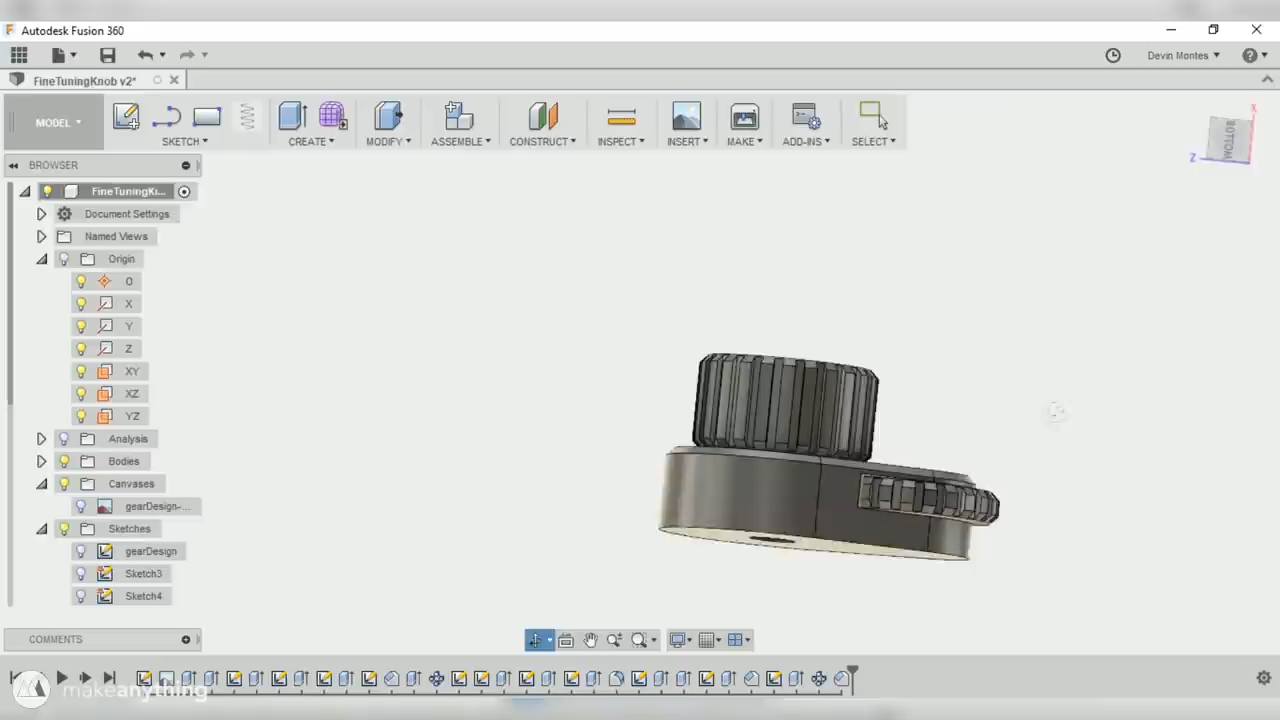 Autodesk Fusion 360
Devin Montes
FineTuningKnob v2*
MODEL
SKETCH
CREATE
MODIFY
ASSEMBLE
CONSTRUCT
INSPECT
INSERT
MAKE
ADD-INS
SELECT
BOTTOM
X
Z
BROWSER
FineTuningKn...
Document Settings
Named Views
Origin
O
X
Y
Z
XY
XZ
YZ
Analysis
Bodies
Canvases
gearDesign-...
Sketches
gearDesign
Sketch3
Sketch4
COMMENTS
makeanything